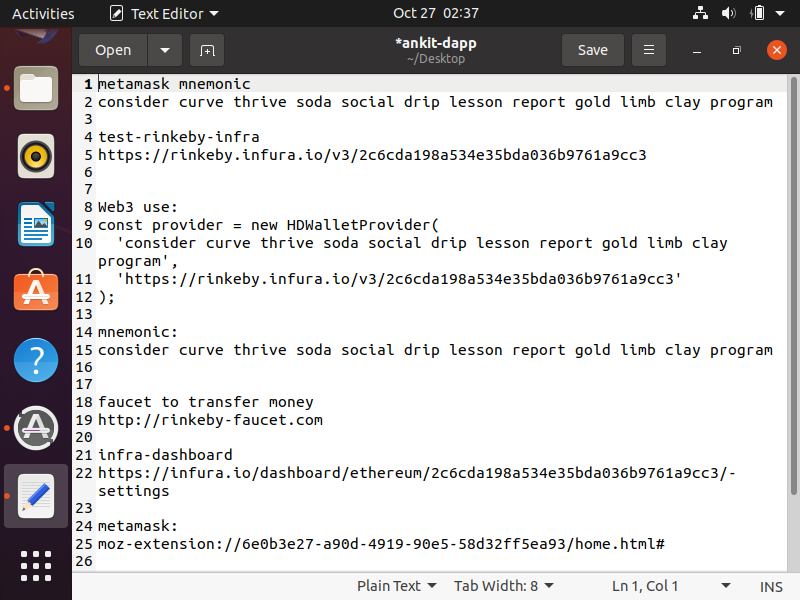 Activities
Text Editor
Oct 27 02:37
Open
*ankit-dapp
~/Desktop
Save
1 metamask mnemonic
2 consider curve thrive soda social drip lesson report gold limb clay program
3
4 test-rinkeby-infra
5 https://rinkeby.infura.io/v3/2c6cda198a534e35bda036b9761a9cc3
6
7
8 Web3 use:
9 const provider = new HDWalletProvider(
10 'consider curve thrive soda social drip lesson report gold limb clay
program',
11 'https://rinkeby.infura.io/v3/2c6cda198a534e35bda036b9761a9cc3'
12 );
13
14 mnemonic:
15 consider curve thrive soda social drip lesson report gold limb clay program
16
17
18 faucet to transfer money
19 http://rinkeby-faucet.com
20
21 infra-dashboard
22 https://infura.io/dashboard/ethereum/2c6cda198a534e35bda036b9761a9cc3/-
settings
23
24 metamask:
25 moz-extension://6e0b3e27-a90d-4919-90e5-58d32ff5ea93/home.html#
26
Plain Text
Tab Width: 8
Ln 1, Col 1
INS